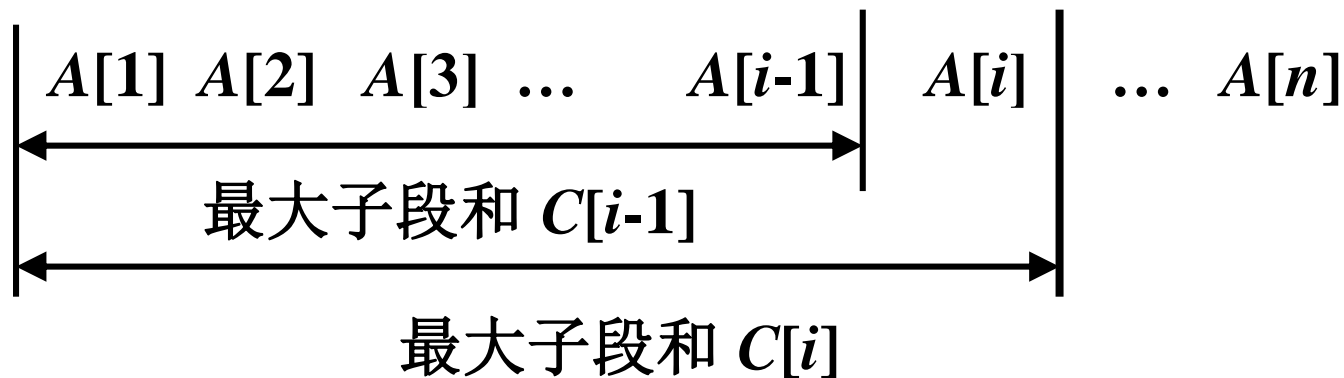 A[1] A[2] A[3] … A[i-1] A[i] … A[n]
最大子段和 C[i-1]
最大子段和 C[i]